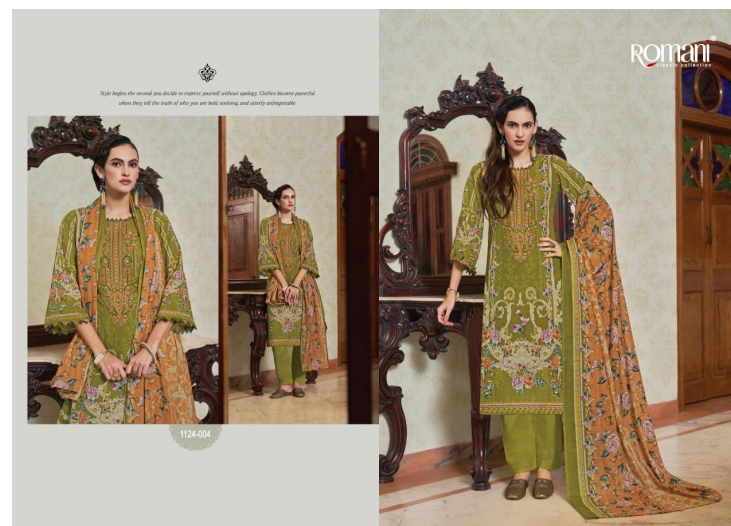 Style begins the second you decide to express yourself without apology. Clothes become powerful
when they tell the truth of who you are bold, evolving, and utterly unforgettable
1124-004
Romani
classic collection